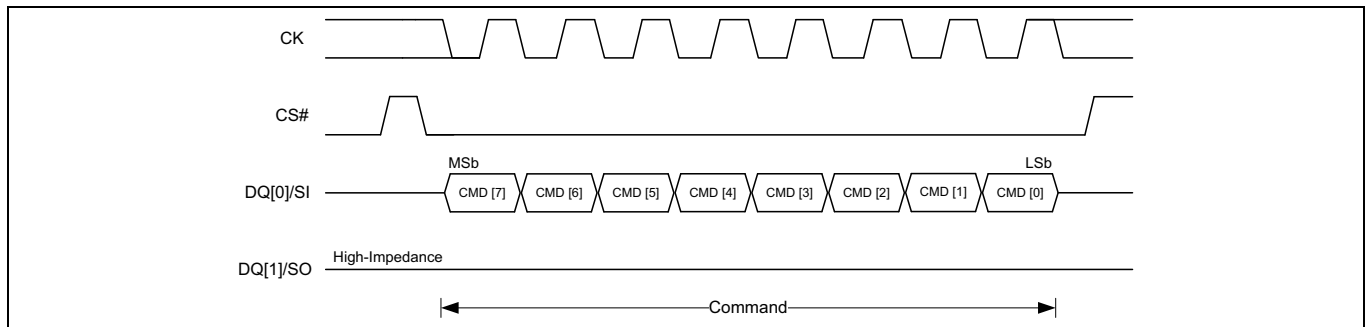 CK
CS#
MSb LSb
DQ[0]/SI CMD [7] CMD [6] CMD [5] CMD [4] CMD [3] CMD [2] CMD [1] CMD [0]
High-Impedance
DQ[1]/SO
Command